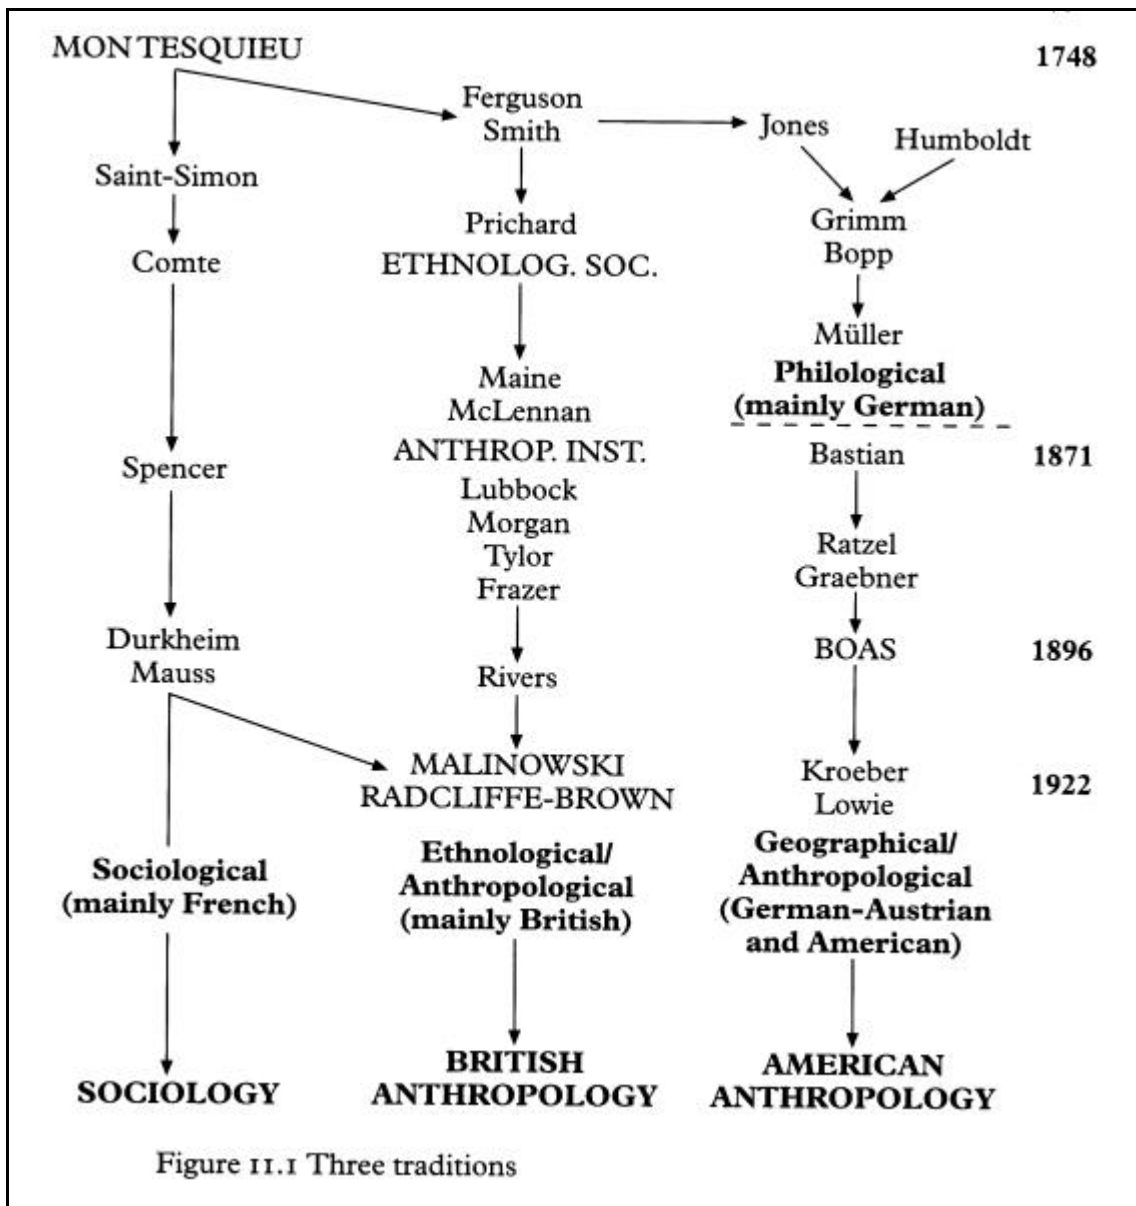 MONTESQUIEU
1748
Ferguson
Smith
Jones
Humboldt
Saint-Simon
Prichard
Grimm
Bopp
Comte
ETHNOLOG. SOC.
Müller
Philological
(mainly German)
Maine
McLennan
ANTHROP. INST.
Spencer
Bastian
1871
Lubbock
Morgan
Tylor
Frazer
Ratzel
Graebner
Durkheim
Mauss
Rivers
BOAS
1896
MALINOWSKI
RADCLIFFE-BROWN
Kroeber
Lowie
1922
Sociological
(mainly French)
Ethnological/
Anthropological
(mainly British)
Geographical/
Anthropological
(German-Austrian
and American)
SOCIOLOGY
BRITISH
ANTHROPOLOGY
AMERICAN
ANTHROPOLOGY
Figure 11.1 Three traditions